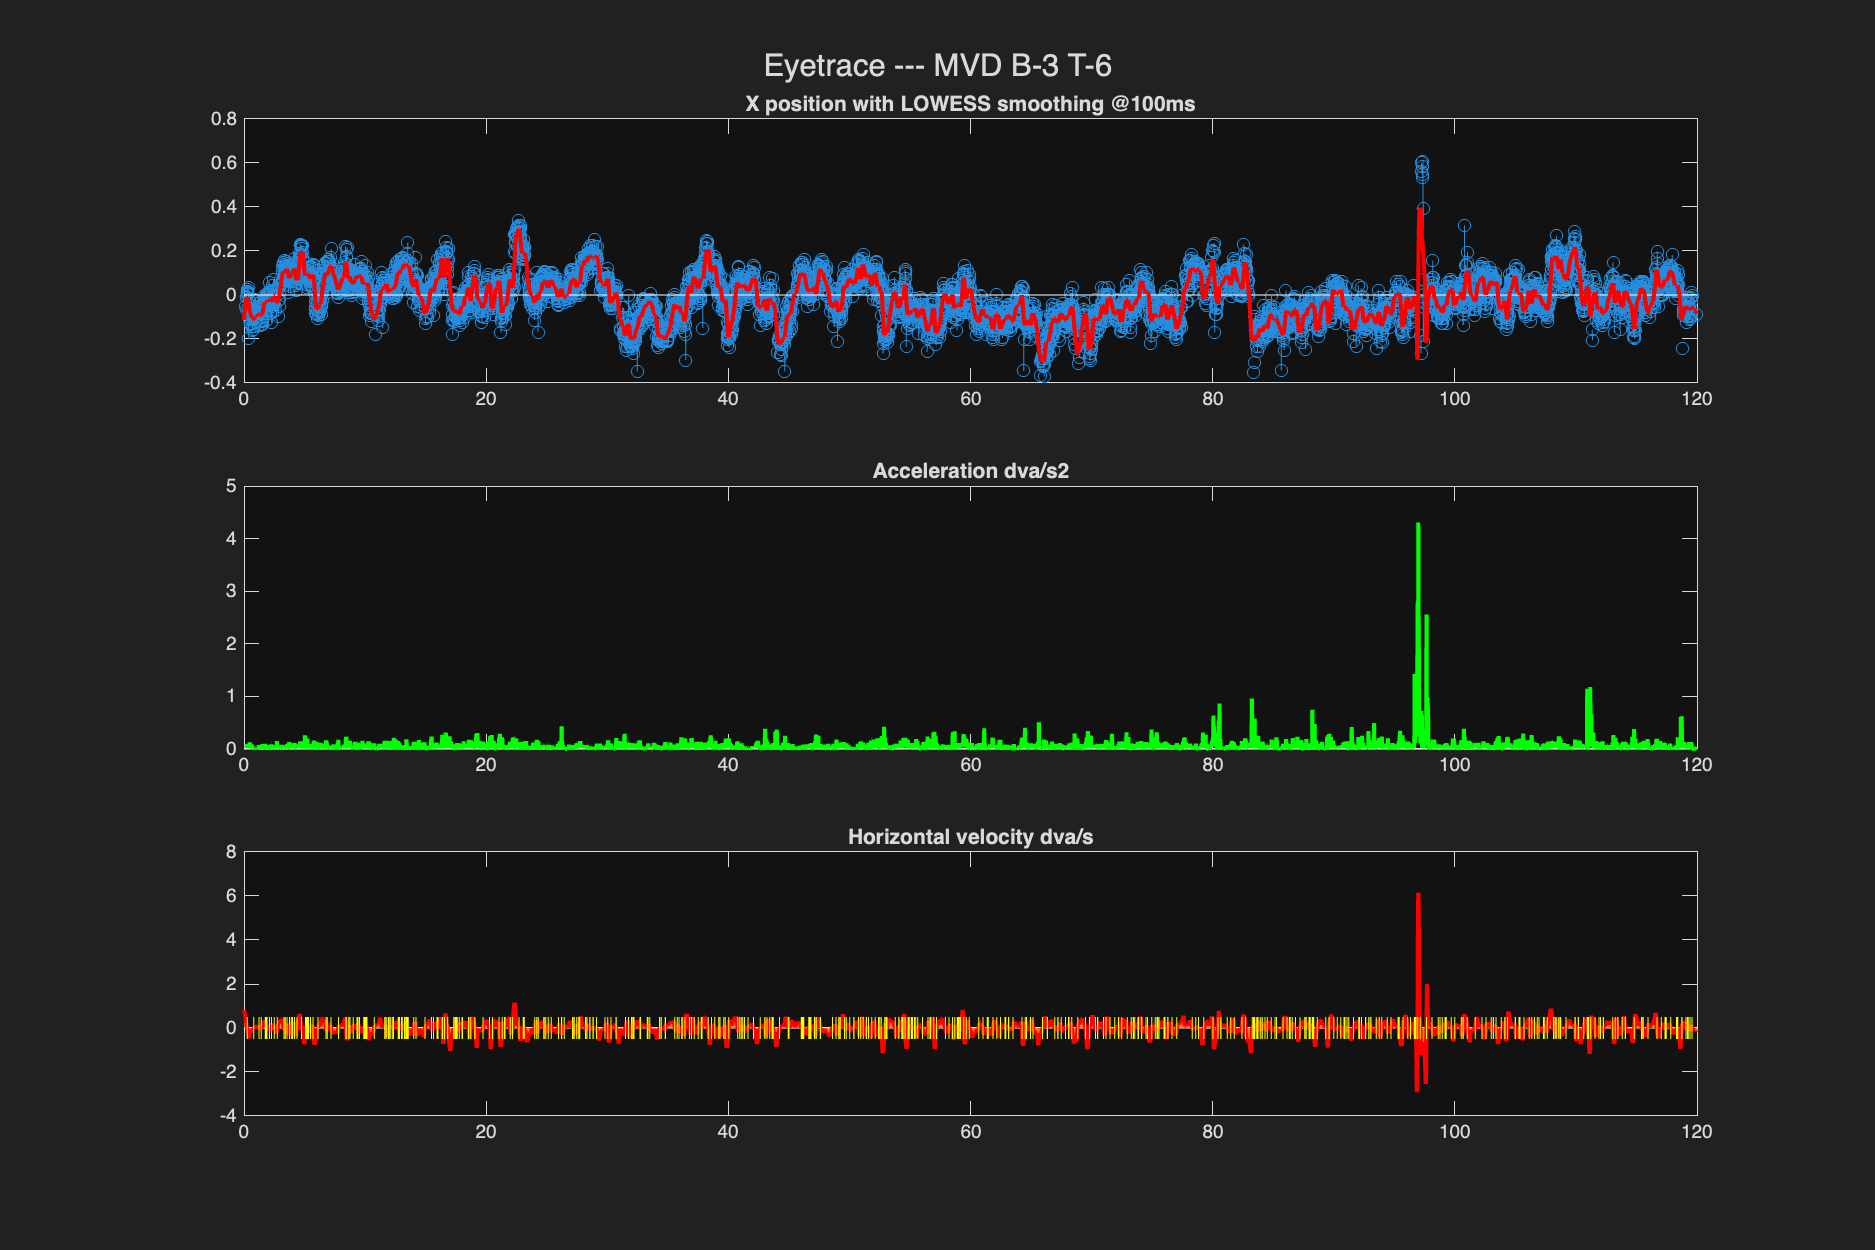 Eyetrace --- MVD B-3 T-6
X position with LOWESS smoothing @100ms
0.8
0.6
0.4
0.2
0
-0.2
-0.4
0 20 40 60 80 100 120
Acceleration dva/s2
5
4
3
2
1
0
0 20 40 60 80 100 120
Horizontal velocity dva/s
8
6
4
2
0
-2
-4
0 20 40 60 80 100 120